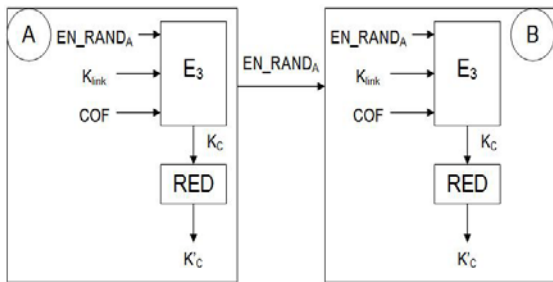 A
EN_RANDA
Klink
COF
E3
KC
RED
K'C
EN_RANDA
B
EN_RANDA
Klink
COF
E3
KC
RED
K'C